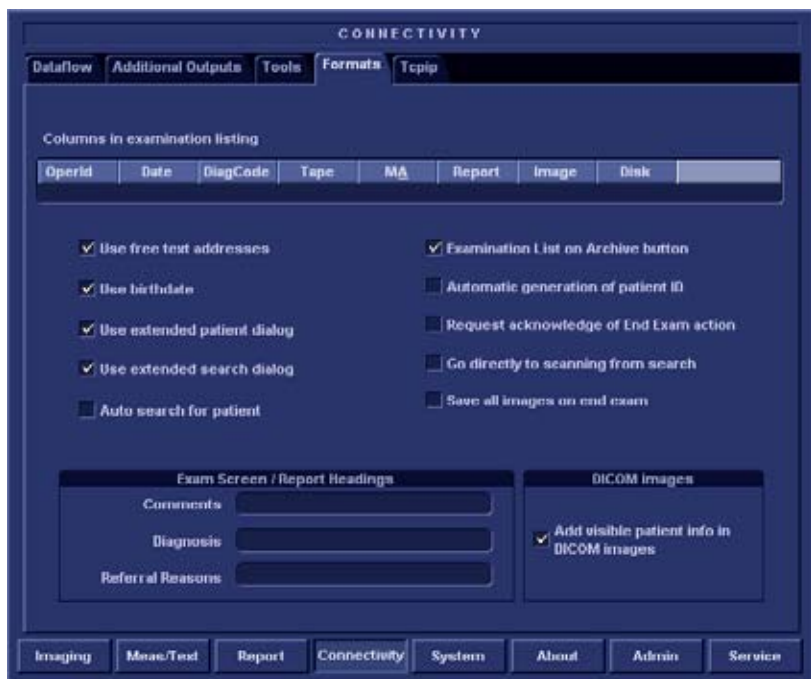 CONNECTIVITY
Dataflow Additional Outputs Tools Formats Tcpip
Columns in examination listing
OperId Date DiagCode Tape MA Report Image Disk
Use free text addresses
Use birthdate
Use extended patient dialog
Use extended search dialog
Auto search for patient
Examination List on Archive button
Automatic generation of patient ID
Request acknowledge of End Exam action
Go directly to scanning from search
Save all images on end exam
Exam Screen / Report Headings
Comments
Diagnosis
Referral Reasons
DICOM images
Add visible patient info in
DICOM images
Imaging Meas/Text Report Connectivity System About Admin Service